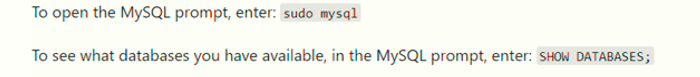 To open the MySQL prompt, enter: sudo mysql
To see what databases you have available, in the MySQL prompt, enter: SHOW DATABASES;